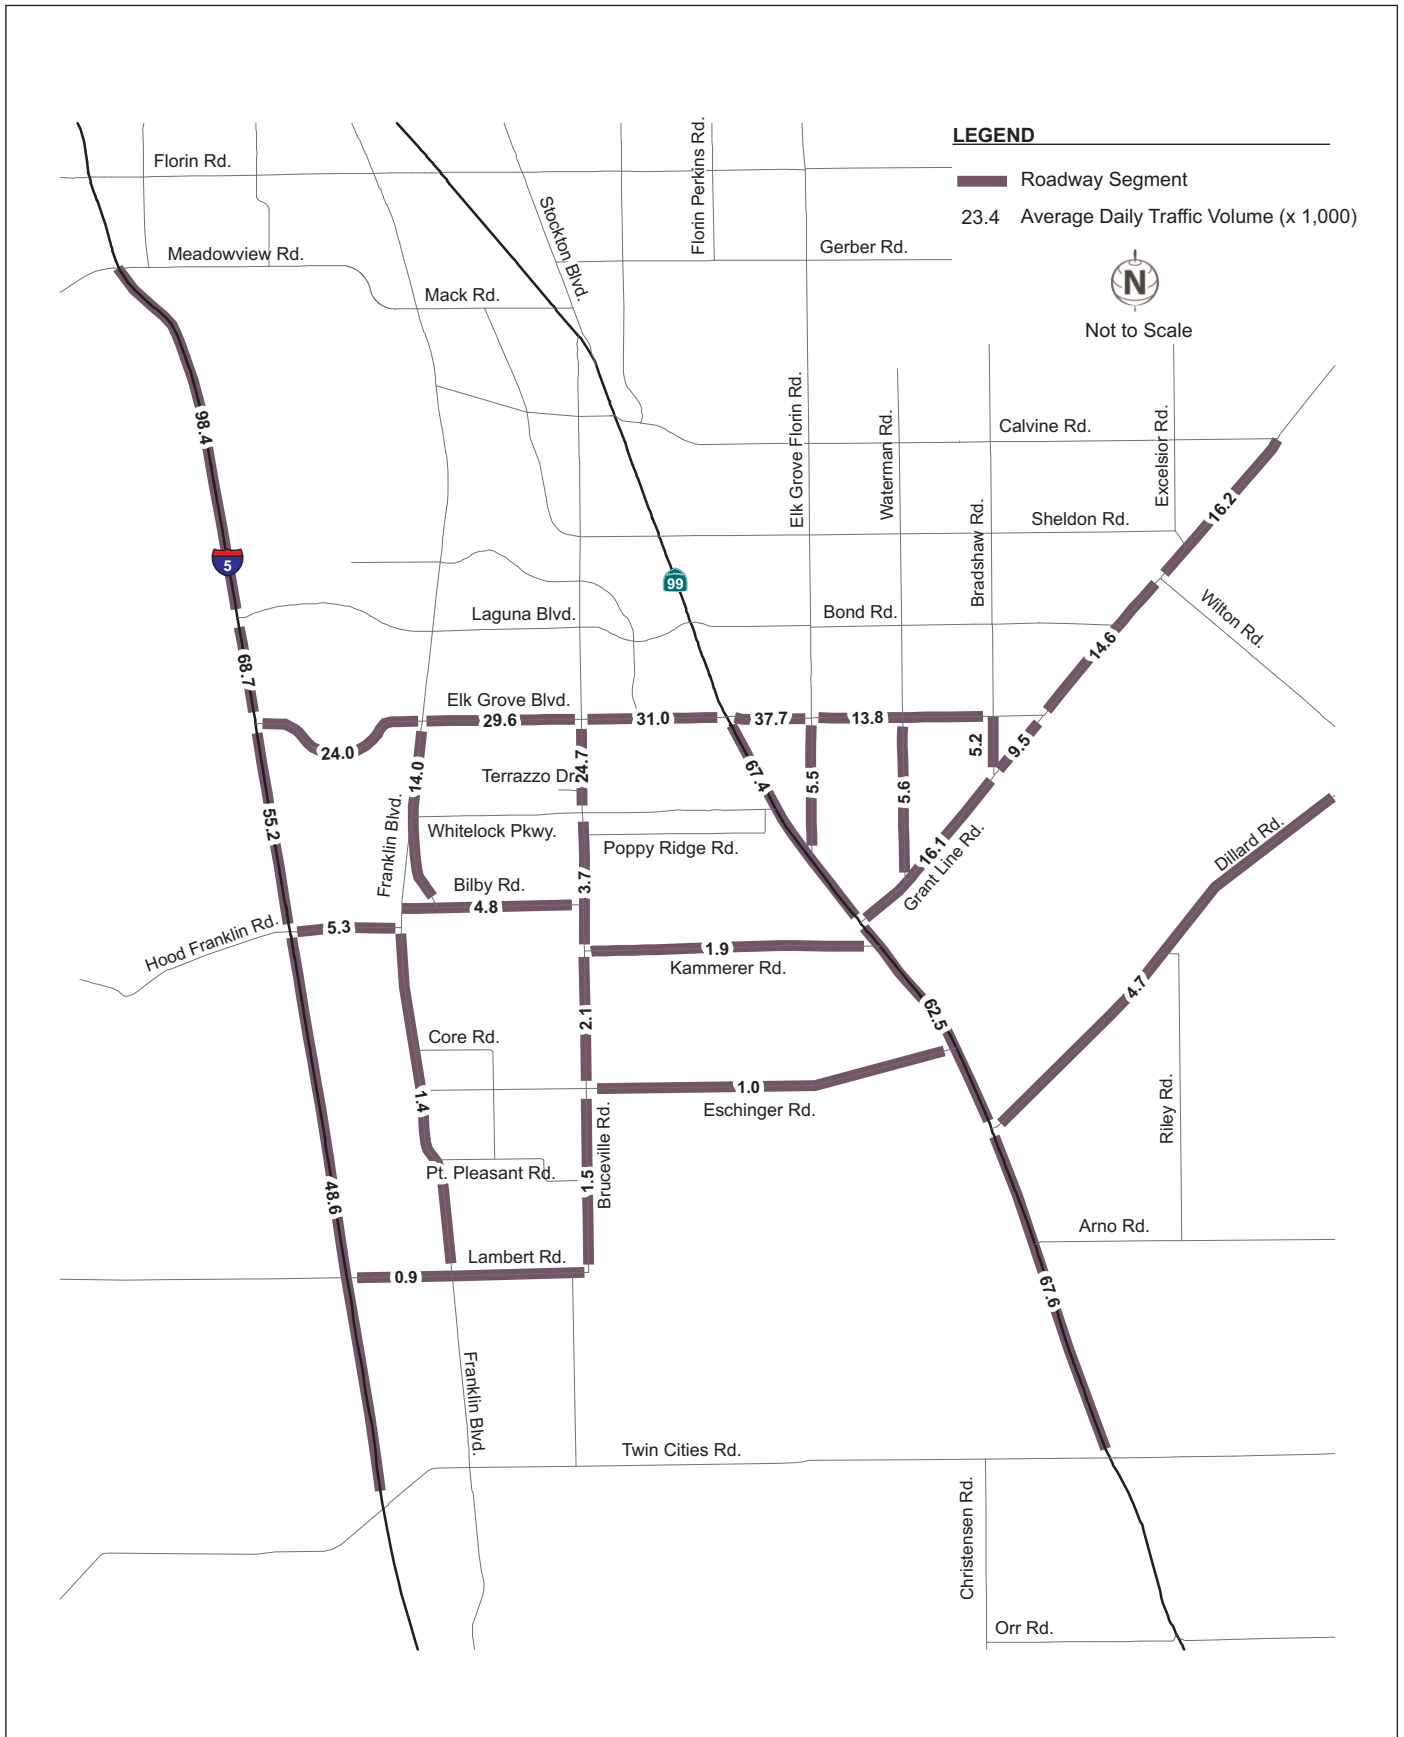 LEGEND
Roadway Segment
23.4 Average Daily Traffic Volume (x 1,000)
N
Not to Scale
Florin Rd.
Florin Perkins Rd.
Stockton Blvd.
Meadowview Rd.
Gerber Rd.
Mack Rd.
Elk Grove Florin Rd.
Waterman Rd.
98.4
Calvine Rd.
Excelsior Rd.
Bradshaw Rd.
16.2
Sheldon Rd.
5
99
Laguna Blvd.
Bond Rd.
Wilton Rd.
14.6
68.7
Elk Grove Blvd.
29.6
31.0
37.7
13.8
24.0
5.2
9.5
14.0
Terrazzo Dr.
24.7
67.4
5.5
5.6
55.2
Franklin Blvd.
Whitelock Pkwy.
Poppy Ridge Rd.
16.1
Grant Line Rd.
Dillard Rd.
Bilby Rd.
3.7
4.8
Hood Franklin Rd.
5.3
1.9
Kammerer Rd.
4.7
62.5
2.1
Core Rd.
1.4
1.0
Eschinger Rd.
Riley Rd.
Bruceville Rd.
Pt. Pleasant Rd.
1.5
48.6
Arno Rd.
Lambert Rd.
0.9
67.6
Franklin Blvd.
Twin Cities Rd.
Christensen Rd.
Orr Rd.